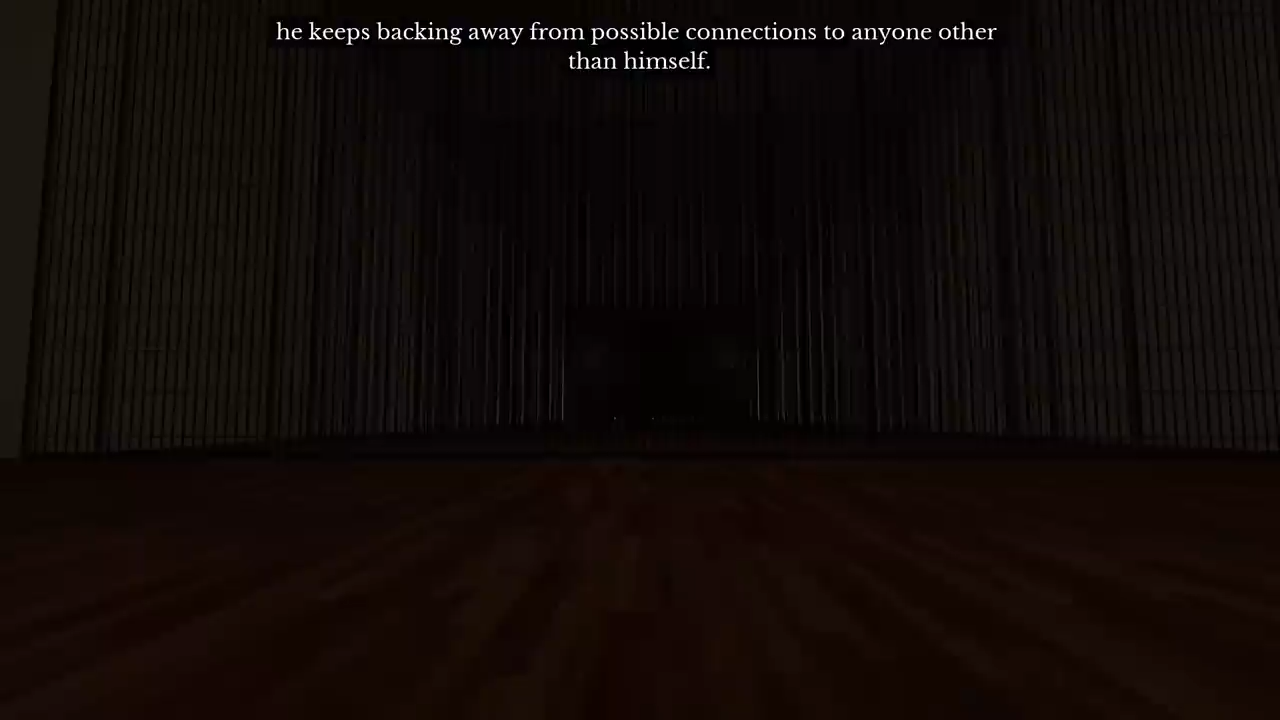 he keeps backing away from possible connections to anyone other
than himself.